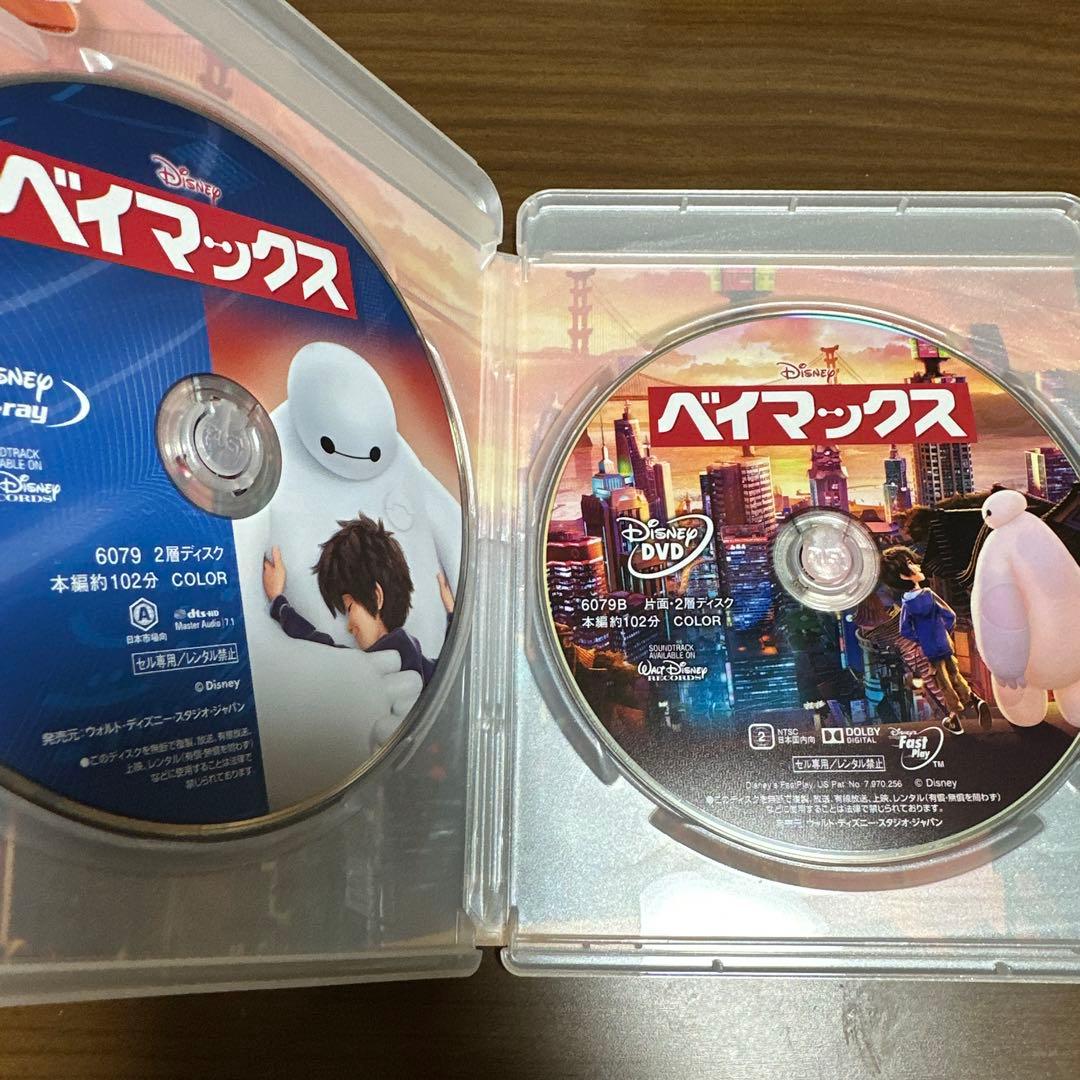 Disney
ベイマックス
SNEY
-ray
NDTRACK
ABLE ON
Disney
CORDS
6079 2層ディスク
本編約102分 COLOR
A
日本市場向
dts-HD
Master Audio 7.1
セル専用/レンタル禁止
© Disney
発売元:ウォルト・ディズニー・スタジオ・ジャパン
●このディスクを無断で複製、放送、有線放送、
上映、レンタル(有償・無償を問わず)
などに使用することは法律で
禁じられております。
Disney
ベイマックス
Disney
DVD
6079B 片面・2層ディスク
本編約102分 COLOR
SOUNDTRACK
AVAILABLE ON
Walt Disney
RECORDS
2
NTSC
日本国内向
DOLBY
DIGITAL
Disney's
Fast
Play
TM
セル専用/レンタル禁止
Disney's FastPlay, US Pat. No. 7,970,256 © Disney
●このディスクを無断で複製、放送、有線放送、上映、レンタル(有償・無償を問わず)
などに使用することは法律で禁じられております。
発売元:ウォルト・ディズニー・スタジオ・ジャパン